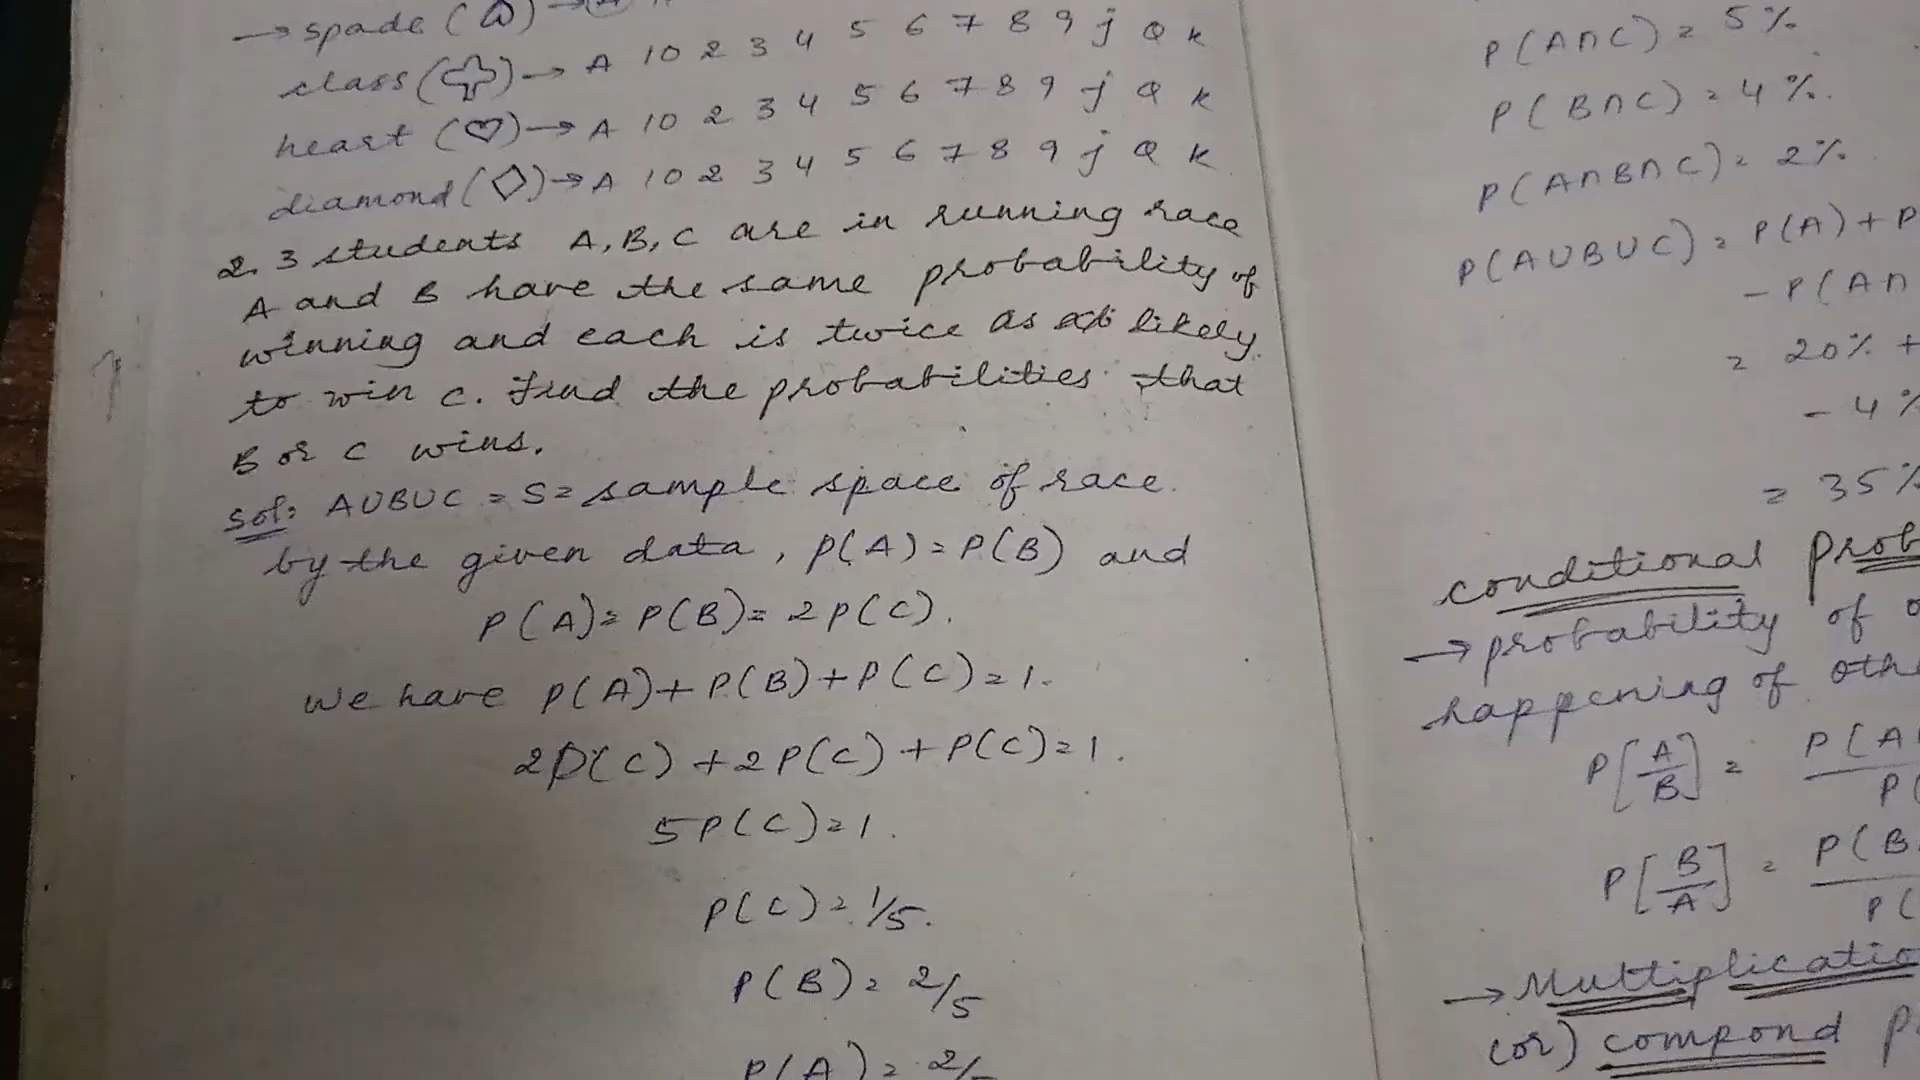 → spade (♤) → A
class (♧) → A 10 2 3 4 5 6 7 8 9 j Q k
heart (♡) → A 10 2 3 4 5 6 7 8 9 j Q k
diamond (◇) → A 10 2 3 4 5 6 7 8 9 j Q k
2. 3 students A, B, C are in running race
A and B have the same probability of
winning and each is twice as likely
to win C. Find the probabilities that
B or C wins.
Sol: AUBUC = S = sample space of race.
by the given data, P(A) = P(B) and
P(A) = P(B) = 2P(C).
We have P(A) + P(B) + P(C) = 1.
2P(C) + 2P(C) + P(C) = 1.
5P(C) = 1.
P(C) = 1/5.
P(B) = 2/5
P(A) = 2/
P(A∩C) = 5%
P(B∩C) = 4%.
P(A∩B∩C) = 2%
P(AUBUC) = P(A) + P
- P(A∩
= 20% +
- 4%
= 35%
conditional Prob
→ probability of o
happening of othe
P[A/B] = P(A / P(
P[B/A] = P(B / P(
→ Multiplicatio
(or) compond P